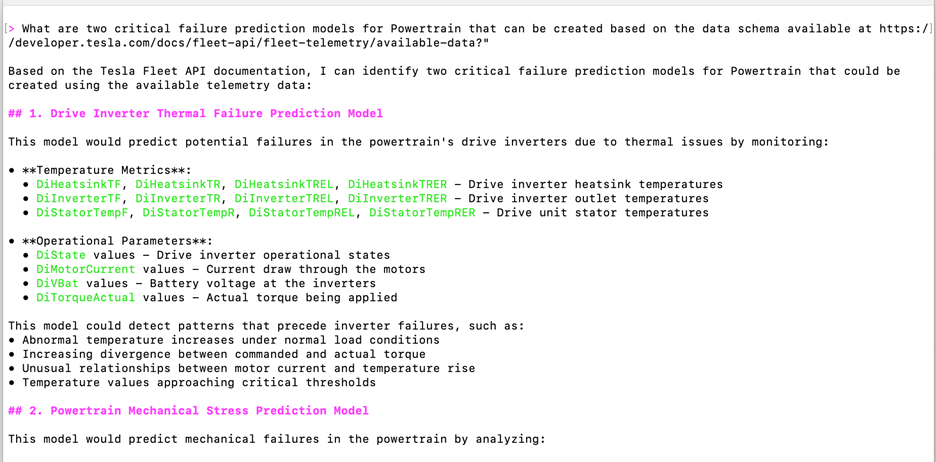 [> What are two critical failure prediction models for Powertrain that can be created based on the data schema available at https:/]
/developer.tesla.com/docs/fleet-api/fleet-telemetry/available-data?"
Based on the Tesla Fleet API documentation, I can identify two critical failure prediction models for Powertrain that could be
created using the available telemetry data:
## 1. Drive Inverter Thermal Failure Prediction Model
This model would predict potential failures in the powertrain's drive inverters due to thermal issues by monitoring:
• **Temperature Metrics**:
• DiHeatsinkTF, DiHeatsinkTR, DiHeatsinkTREL, DiHeatsinkTRER – Drive inverter heatsink temperatures
• DiInverterTF, DiInverterTR, DiInverterTREL, DiInverterTRER – Drive inverter outlet temperatures
• DiStatorTempF, DiStatorTempR, DiStatorTempREL, DiStatorTempRER – Drive unit stator temperatures
• **Operational Parameters**:
• DiState values – Drive inverter operational states
• DiMotorCurrent values – Current draw through the motors
• DiVBat values – Battery voltage at the inverters
• DiTorqueActual values – Actual torque being applied
This model could detect patterns that precede inverter failures, such as:
• Abnormal temperature increases under normal load conditions
• Increasing divergence between commanded and actual torque
• Unusual relationships between motor current and temperature rise
• Temperature values approaching critical thresholds
## 2. Powertrain Mechanical Stress Prediction Model
This model would predict mechanical failures in the powertrain by analyzing: